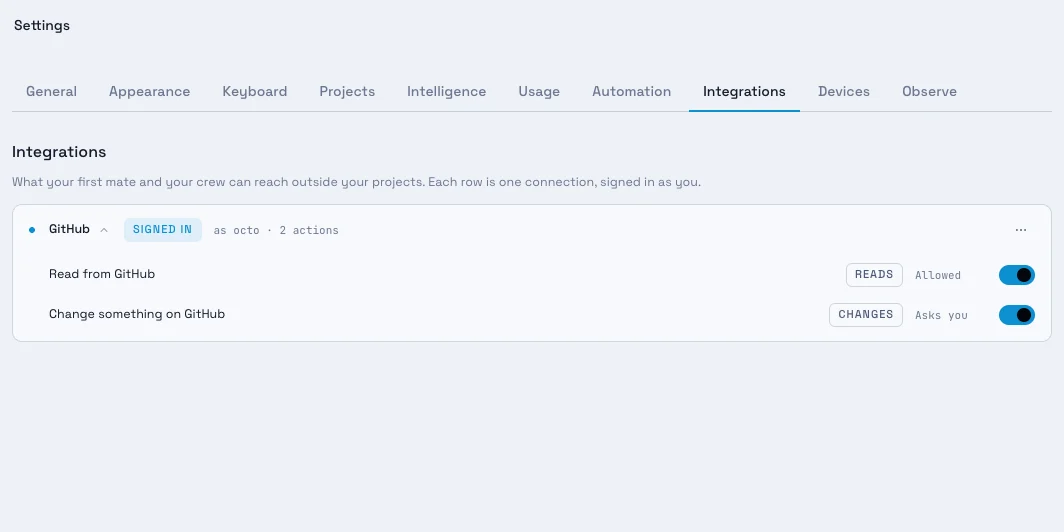 Settings
General Appearance Keyboard Projects Intelligence Usage Automation Integrations Devices Observe
Integrations
What your first mate and your crew can reach outside your projects. Each row is one connection, signed in as you.
GitHub SIGNED IN as octo · 2 actions ...
Read from GitHub READS Allowed
Change something on GitHub CHANGES Asks you